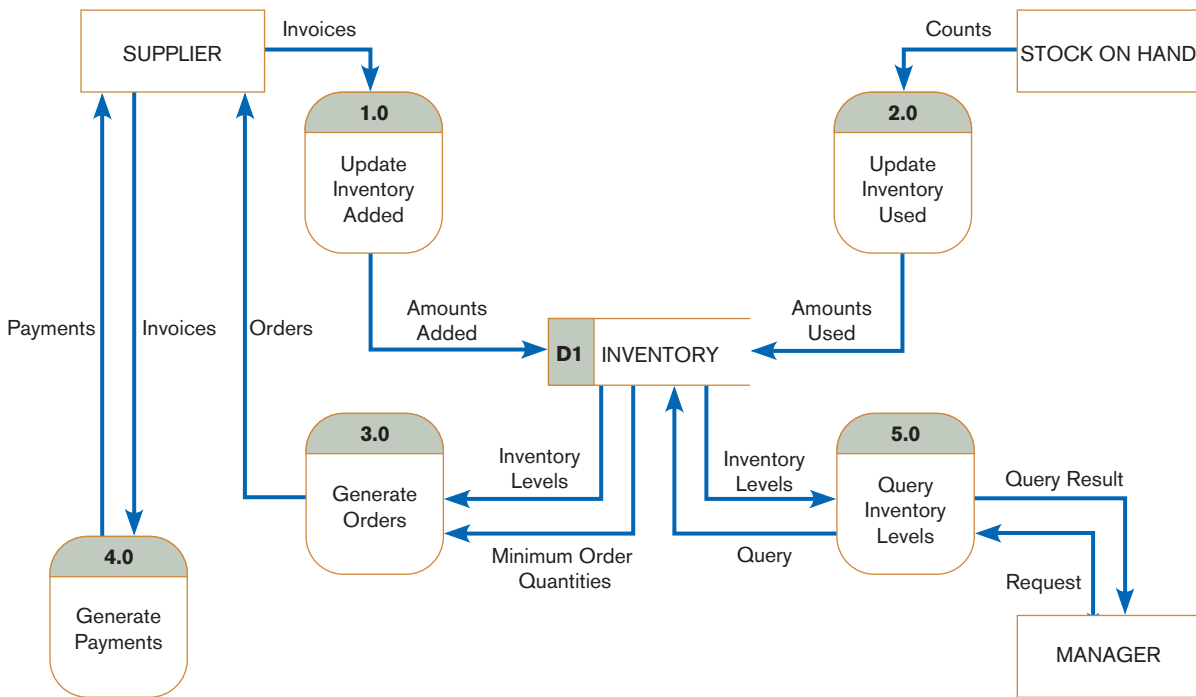 Invoices
Counts
SUPPLIER
STOCK ON HAND
1.0
Update
Inventory
Added
2.0
Update
Inventory
Used
Payments
Invoices
Orders
Amounts
Added
Amounts
Used
D1 INVENTORY
3.0
Generate
Orders
Inventory
Levels
Minimum Order
Quantities
Inventory
Levels
Query
5.0
Query
Inventory
Levels
Query Result
Request
4.0
Generate
Payments
MANAGER